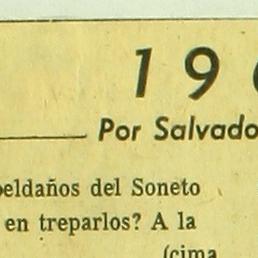 19
Por Salvado
peldaños del Soneto
en treparlos? A la
(cima